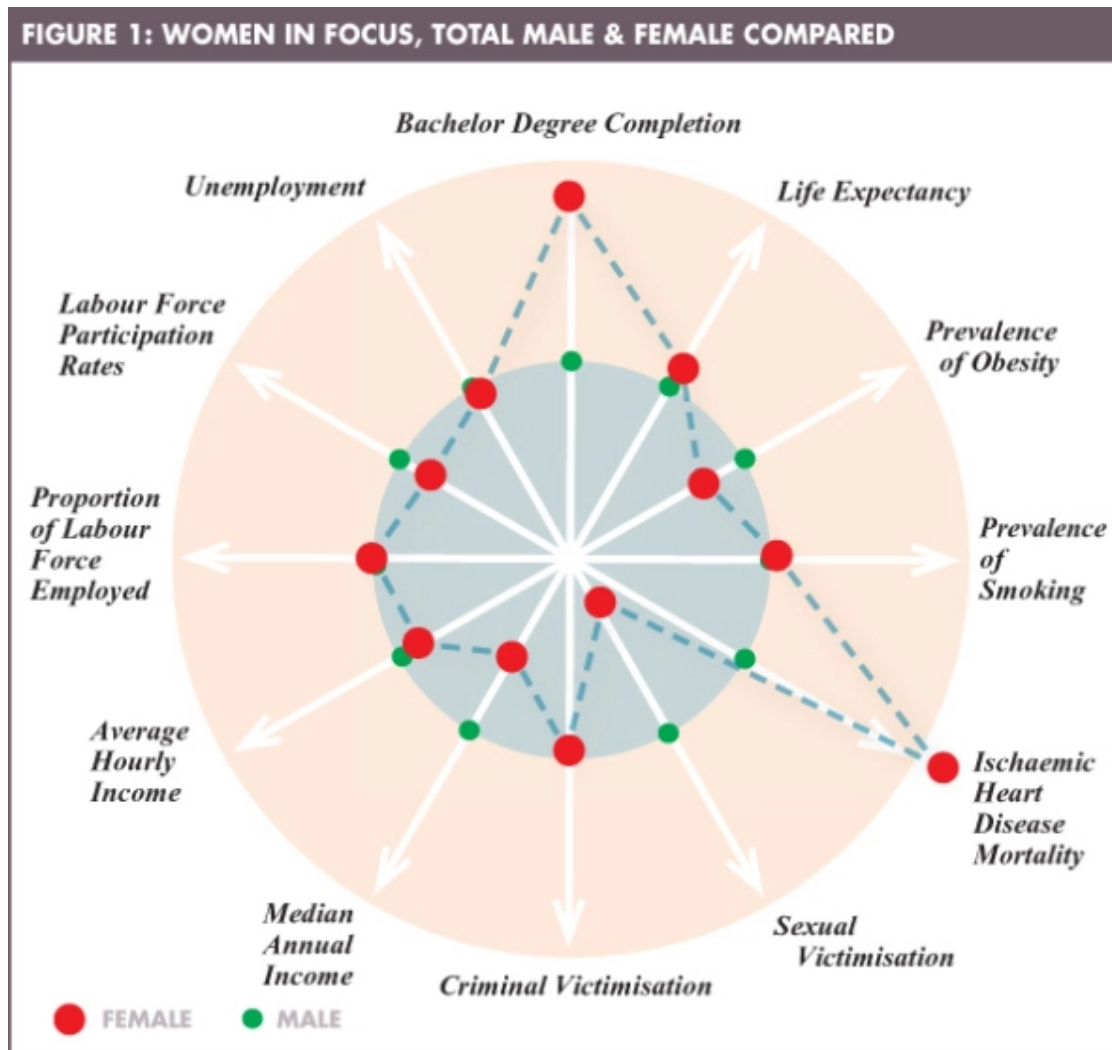 FIGURE 1: WOMEN IN FOCUS, TOTAL MALE & FEMALE COMPARED
Bachelor Degree Completion
Unemployment
Life Expectancy
Labour Force
Participation
Rates
Prevalence
of Obesity
Proportion
of Labour
Force
Employed
Prevalence
of
Smoking
Average
Hourly
Income
Ischaemic
Heart
Disease
Mortality
Median
Annual
Income
Sexual
Victimisation
Criminal Victimisation
FEMALE
MALE